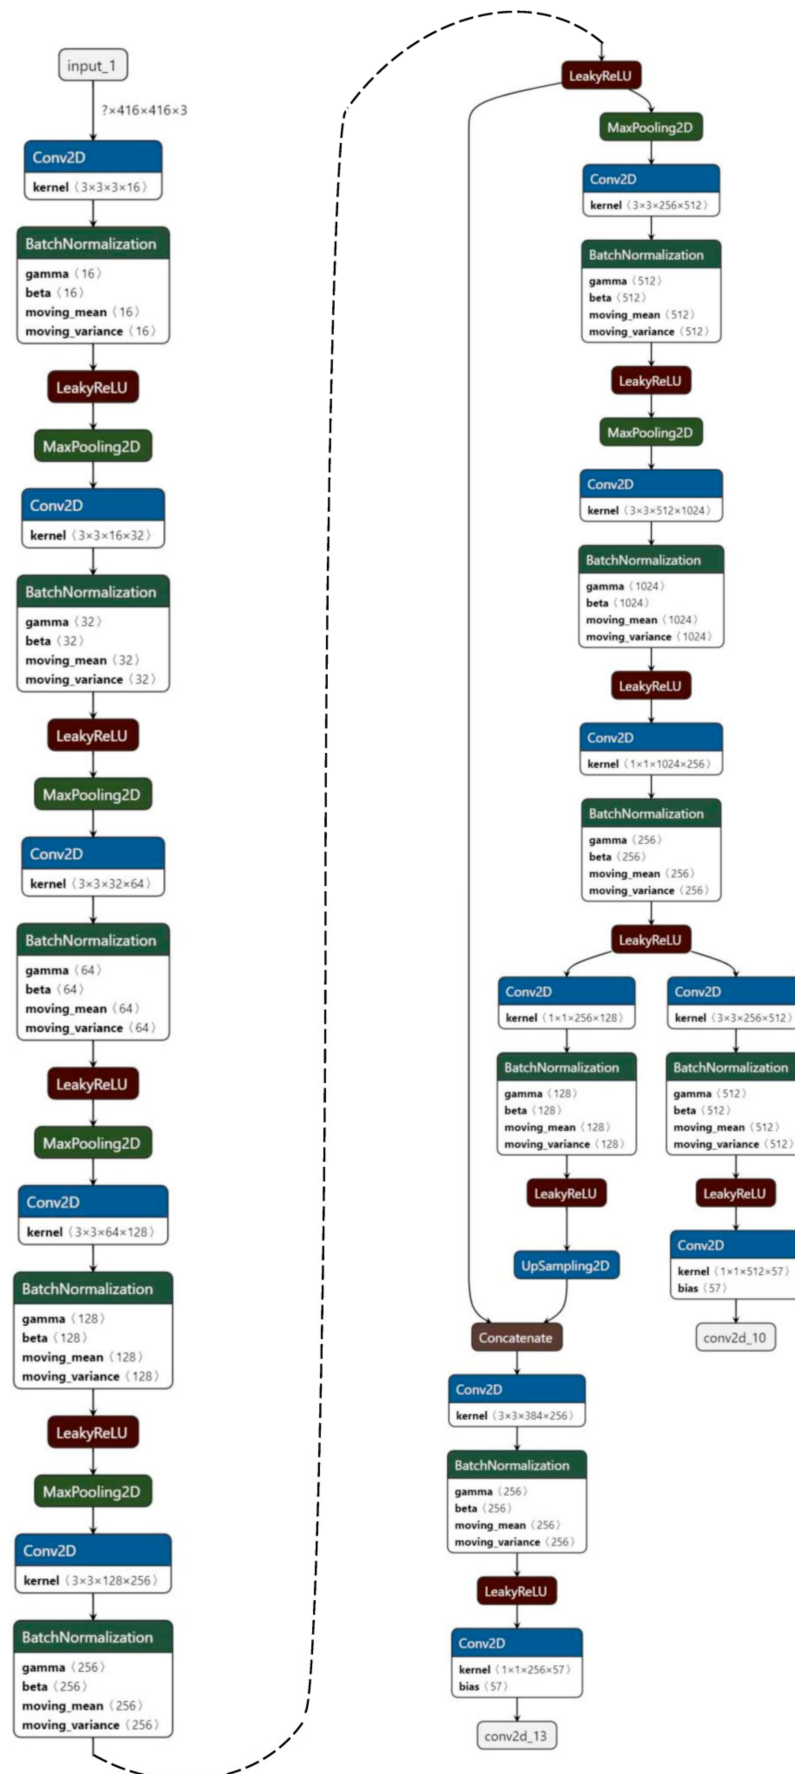 input_1
?×416×416×3
Conv2D
kernel ⟨3×3×3×16⟩
BatchNormalization
gamma ⟨16⟩
beta ⟨16⟩
moving_mean ⟨16⟩
moving_variance ⟨16⟩
LeakyReLU
MaxPooling2D
Conv2D
kernel ⟨3×3×16×32⟩
BatchNormalization
gamma ⟨32⟩
beta ⟨32⟩
moving_mean ⟨32⟩
moving_variance ⟨32⟩
LeakyReLU
MaxPooling2D
Conv2D
kernel ⟨3×3×32×64⟩
BatchNormalization
gamma ⟨64⟩
beta ⟨64⟩
moving_mean ⟨64⟩
moving_variance ⟨64⟩
LeakyReLU
MaxPooling2D
Conv2D
kernel ⟨3×3×64×128⟩
BatchNormalization
gamma ⟨128⟩
beta ⟨128⟩
moving_mean ⟨128⟩
moving_variance ⟨128⟩
LeakyReLU
MaxPooling2D
Conv2D
kernel ⟨3×3×128×256⟩
BatchNormalization
gamma ⟨256⟩
beta ⟨256⟩
moving_mean ⟨256⟩
moving_variance ⟨256⟩
LeakyReLU
MaxPooling2D
Conv2D
kernel ⟨3×3×256×512⟩
BatchNormalization
gamma ⟨512⟩
beta ⟨512⟩
moving_mean ⟨512⟩
moving_variance ⟨512⟩
LeakyReLU
MaxPooling2D
Conv2D
kernel ⟨3×3×512×1024⟩
BatchNormalization
gamma ⟨1024⟩
beta ⟨1024⟩
moving_mean ⟨1024⟩
moving_variance ⟨1024⟩
LeakyReLU
Conv2D
kernel ⟨1×1×1024×256⟩
BatchNormalization
gamma ⟨256⟩
beta ⟨256⟩
moving_mean ⟨256⟩
moving_variance ⟨256⟩
LeakyReLU
Conv2D
kernel ⟨1×1×256×128⟩
BatchNormalization
gamma ⟨128⟩
beta ⟨128⟩
moving_mean ⟨128⟩
moving_variance ⟨128⟩
LeakyReLU
UpSampling2D
Conv2D
kernel ⟨3×3×256×512⟩
BatchNormalization
gamma ⟨512⟩
beta ⟨512⟩
moving_mean ⟨512⟩
moving_variance ⟨512⟩
LeakyReLU
Conv2D
kernel ⟨1×1×512×57⟩
bias ⟨57⟩
conv2d_10
Concatenate
Conv2D
kernel ⟨3×3×384×256⟩
BatchNormalization
gamma ⟨256⟩
beta ⟨256⟩
moving_mean ⟨256⟩
moving_variance ⟨256⟩
LeakyReLU
Conv2D
kernel ⟨1×1×256×57⟩
bias ⟨57⟩
conv2d_13